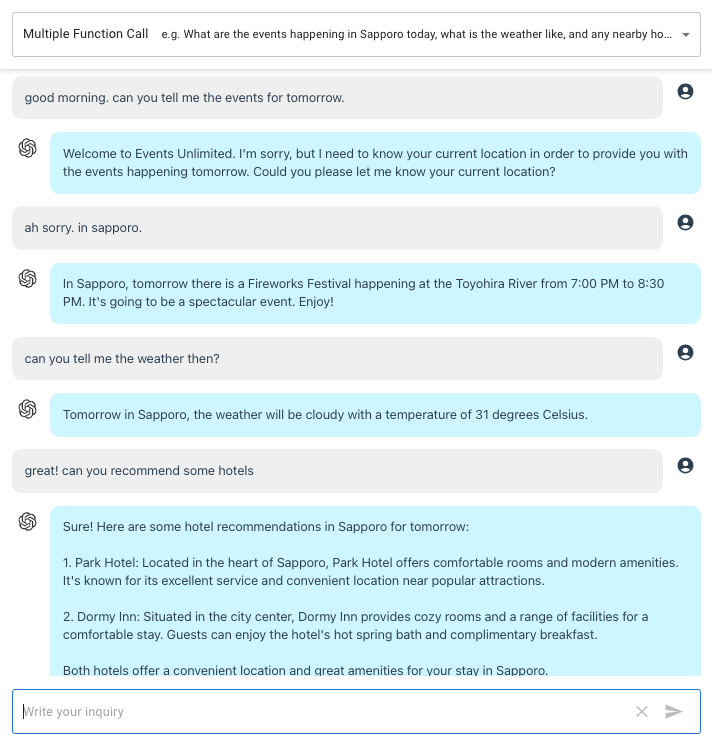 Multiple Function Call e.g. What are the events happening in Sapporo today, what is the weather like, and any nearby ho...
good morning. can you tell me the events for tomorrow.
Welcome to Events Unlimited. I'm sorry, but I need to know your current location in order to provide you with
the events happening tomorrow. Could you please let me know your current location?
ah sorry. in sapporo.
In Sapporo, tomorrow there is a Fireworks Festival happening at the Toyohira River from 7:00 PM to 8:30
PM. It's going to be a spectacular event. Enjoy!
can you tell me the weather then?
Tomorrow in Sapporo, the weather will be cloudy with a temperature of 31 degrees Celsius.
great! can you recommend some hotels
Sure! Here are some hotel recommendations in Sapporo for tomorrow:
1. Park Hotel: Located in the heart of Sapporo, Park Hotel offers comfortable rooms and modern amenities.
It's known for its excellent service and convenient location near popular attractions.
2. Dormy Inn: Situated in the city center, Dormy Inn provides cozy rooms and a range of facilities for a
comfortable stay. Guests can enjoy the hotel's hot spring bath and complimentary breakfast.
Both hotels offer a convenient location and great amenities for your stay in Sapporo.
Write your inquiry